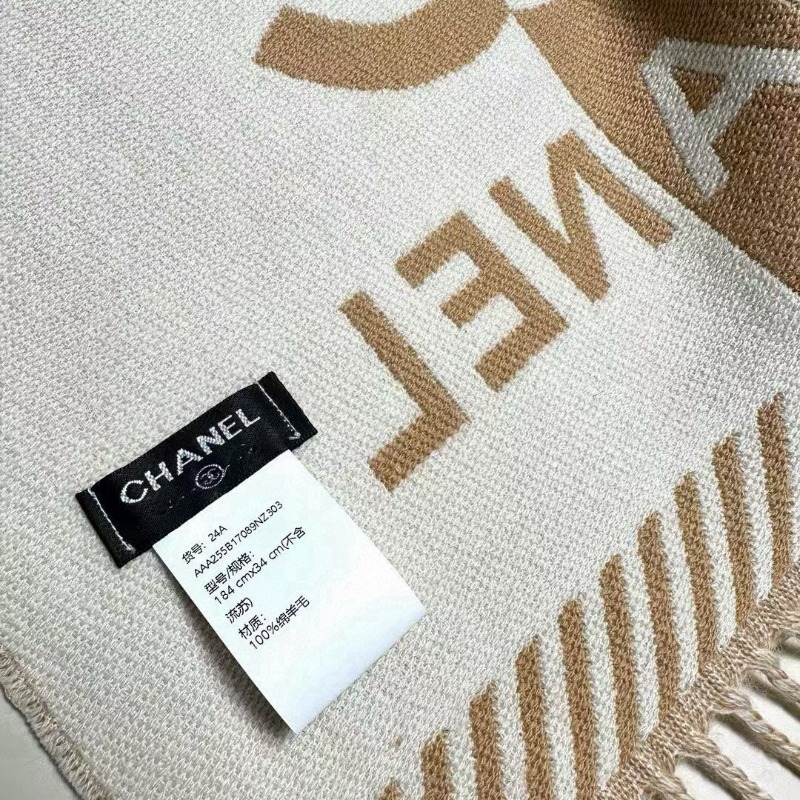 A
NEL
CHANEL
货号: 24A
AAA255B17089NZ303
型号/规格:
184 cmx34 cm(不含
流苏)
材质:
100%绵羊毛